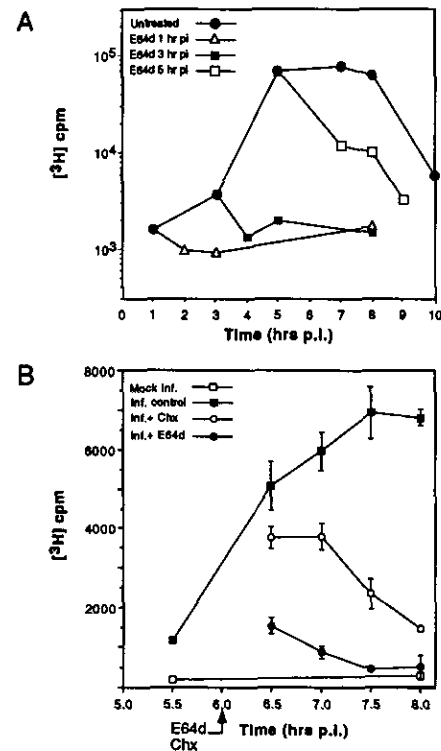 A
Untreated
E64d 1 hr pi
E64d 3 hr pi
E64d 5 hr pi
[³H] cpm
10⁵
10⁴
10³
0 1 2 3 4 5 6 7 8 9 10
Time (hrs p.i.)
B
Mock Inf.
Inf. control
Inf.+ Chx
Inf.+ E64d
[³H] cpm
8000
6000
4000
2000
5.0 5.5 6.0 6.5 7.0 7.5 8.0
E64d
Chx
Time (hrs p.i.)